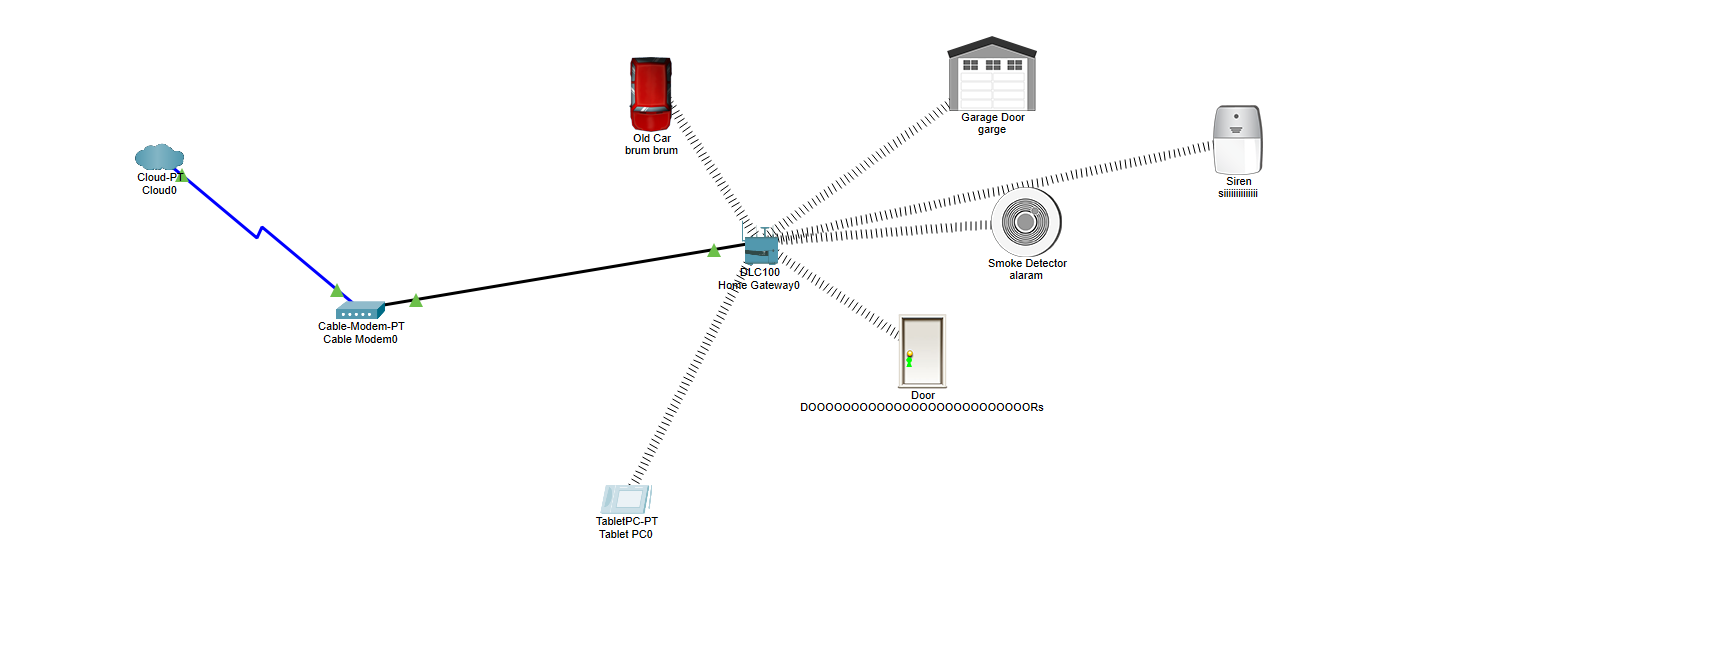 Old Car
brum brum
Garage Door
garge
Cloud-PT
Cloud0
Siren
siiiiiiiiiiiiii
Smoke Detector
alaram
DLC100
Home Gateway0
Cable-Modem-PT
Cable Modem0
Door
DOOOOOOOOOOOOOOOOOOOOOOOOOORs
TabletPC-PT
Tablet PC0